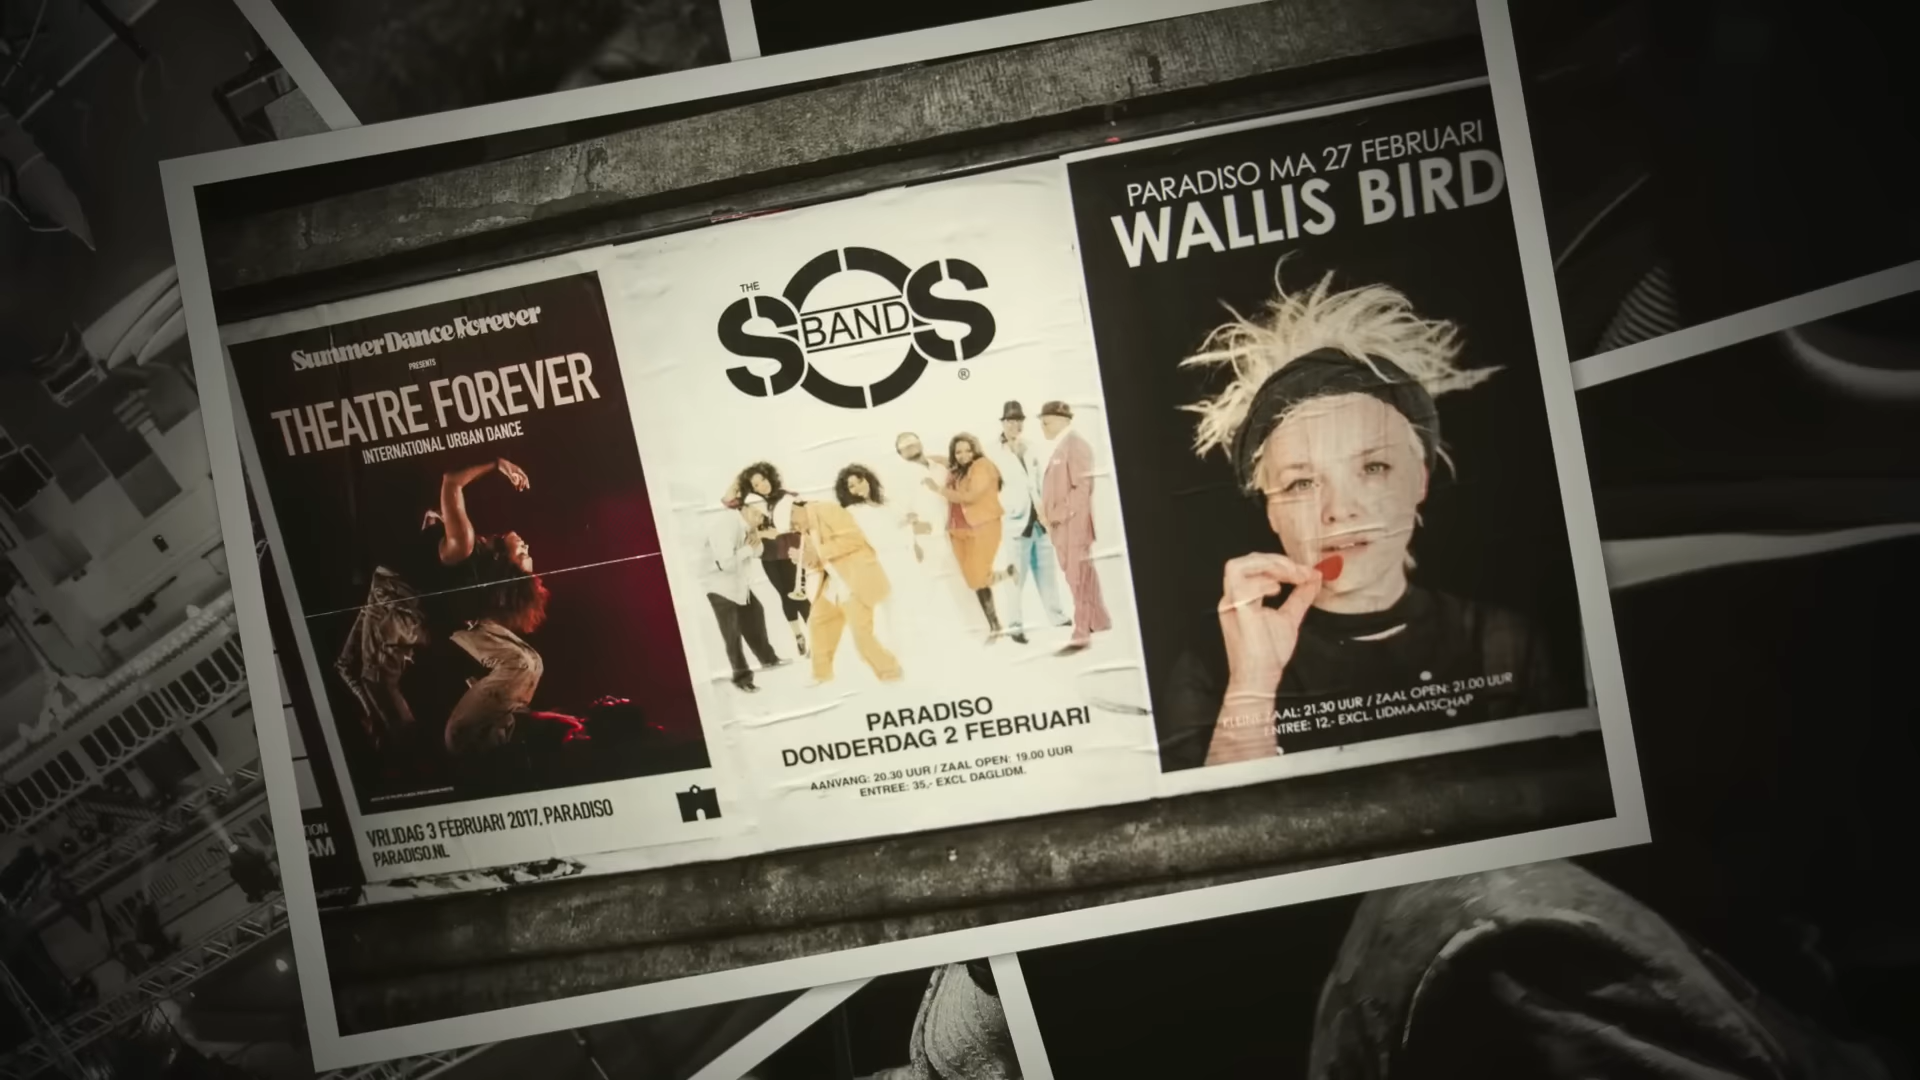 Summer Dance Forever
PRESENTS
THEATRE FOREVER
INTERNATIONAL URBAN DANCE
VRIJDAG 3 FEBRUARI 2017, PARADISO
PARADISO.NL
THE
SOS
BAND
®
PARADISO
DONDERDAG 2 FEBRUARI
AANVANG: 20.30 UUR / ZAAL OPEN: 19.00 UUR
ENTREE: 35,- EXCL DAGLIDM.
PARADISO MA 27 FEBRUARI
WALLIS BIRD
KLEINE ZAAL: 21.30 UUR / ZAAL OPEN: 21.00 UUR
ENTREE: 12,- EXCL. LIDMAATSCHAP